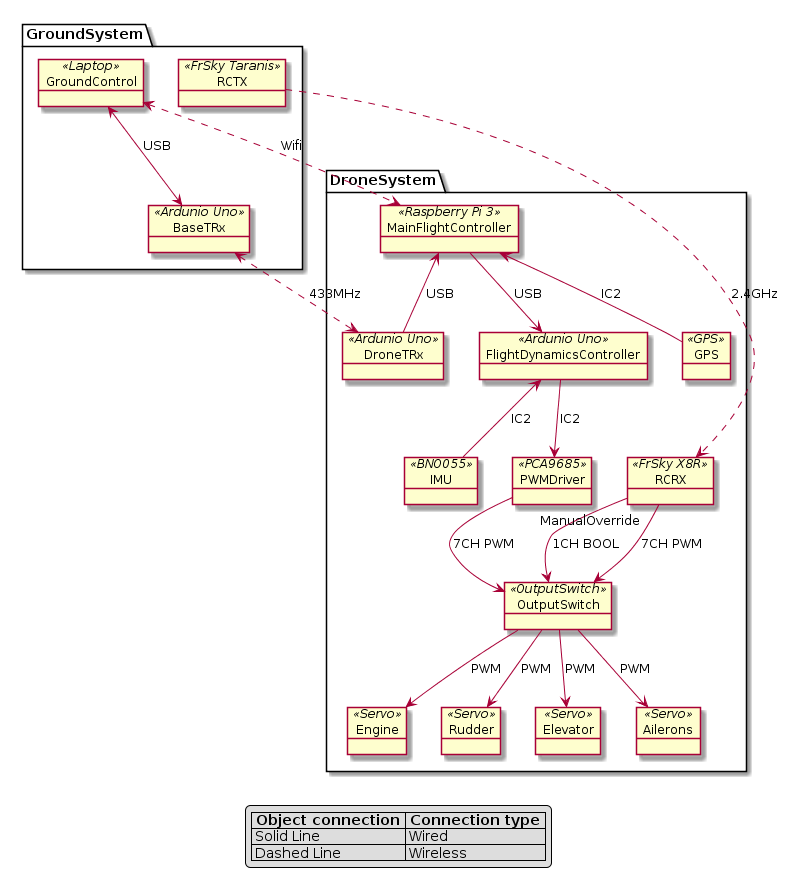 GroundSystem
«Laptop»
GroundControl
«FrSky Taranis»
RCTX
USB
Wifi
«Ardunio Uno»
BaseTRx
DroneSystem
«Raspberry Pi 3»
MainFlightController
433MHz
USB
USB
IC2
2.4GHz
«Ardunio Uno»
DroneTRx
«Ardunio Uno»
FlightDynamicsController
«GPS»
GPS
IC2
IC2
«BNO055»
IMU
«PCA9685»
PWMDriver
«FrSky X8R»
RCRX
7CH PWM
ManualOverride
1CH BOOL
7CH PWM
«OutputSwitch»
OutputSwitch
PWM
PWM
PWM
PWM
«Servo»
Engine
«Servo»
Rudder
«Servo»
Elevator
«Servo»
Ailerons
Object connection Connection type
Solid Line Wired
Dashed Line Wireless